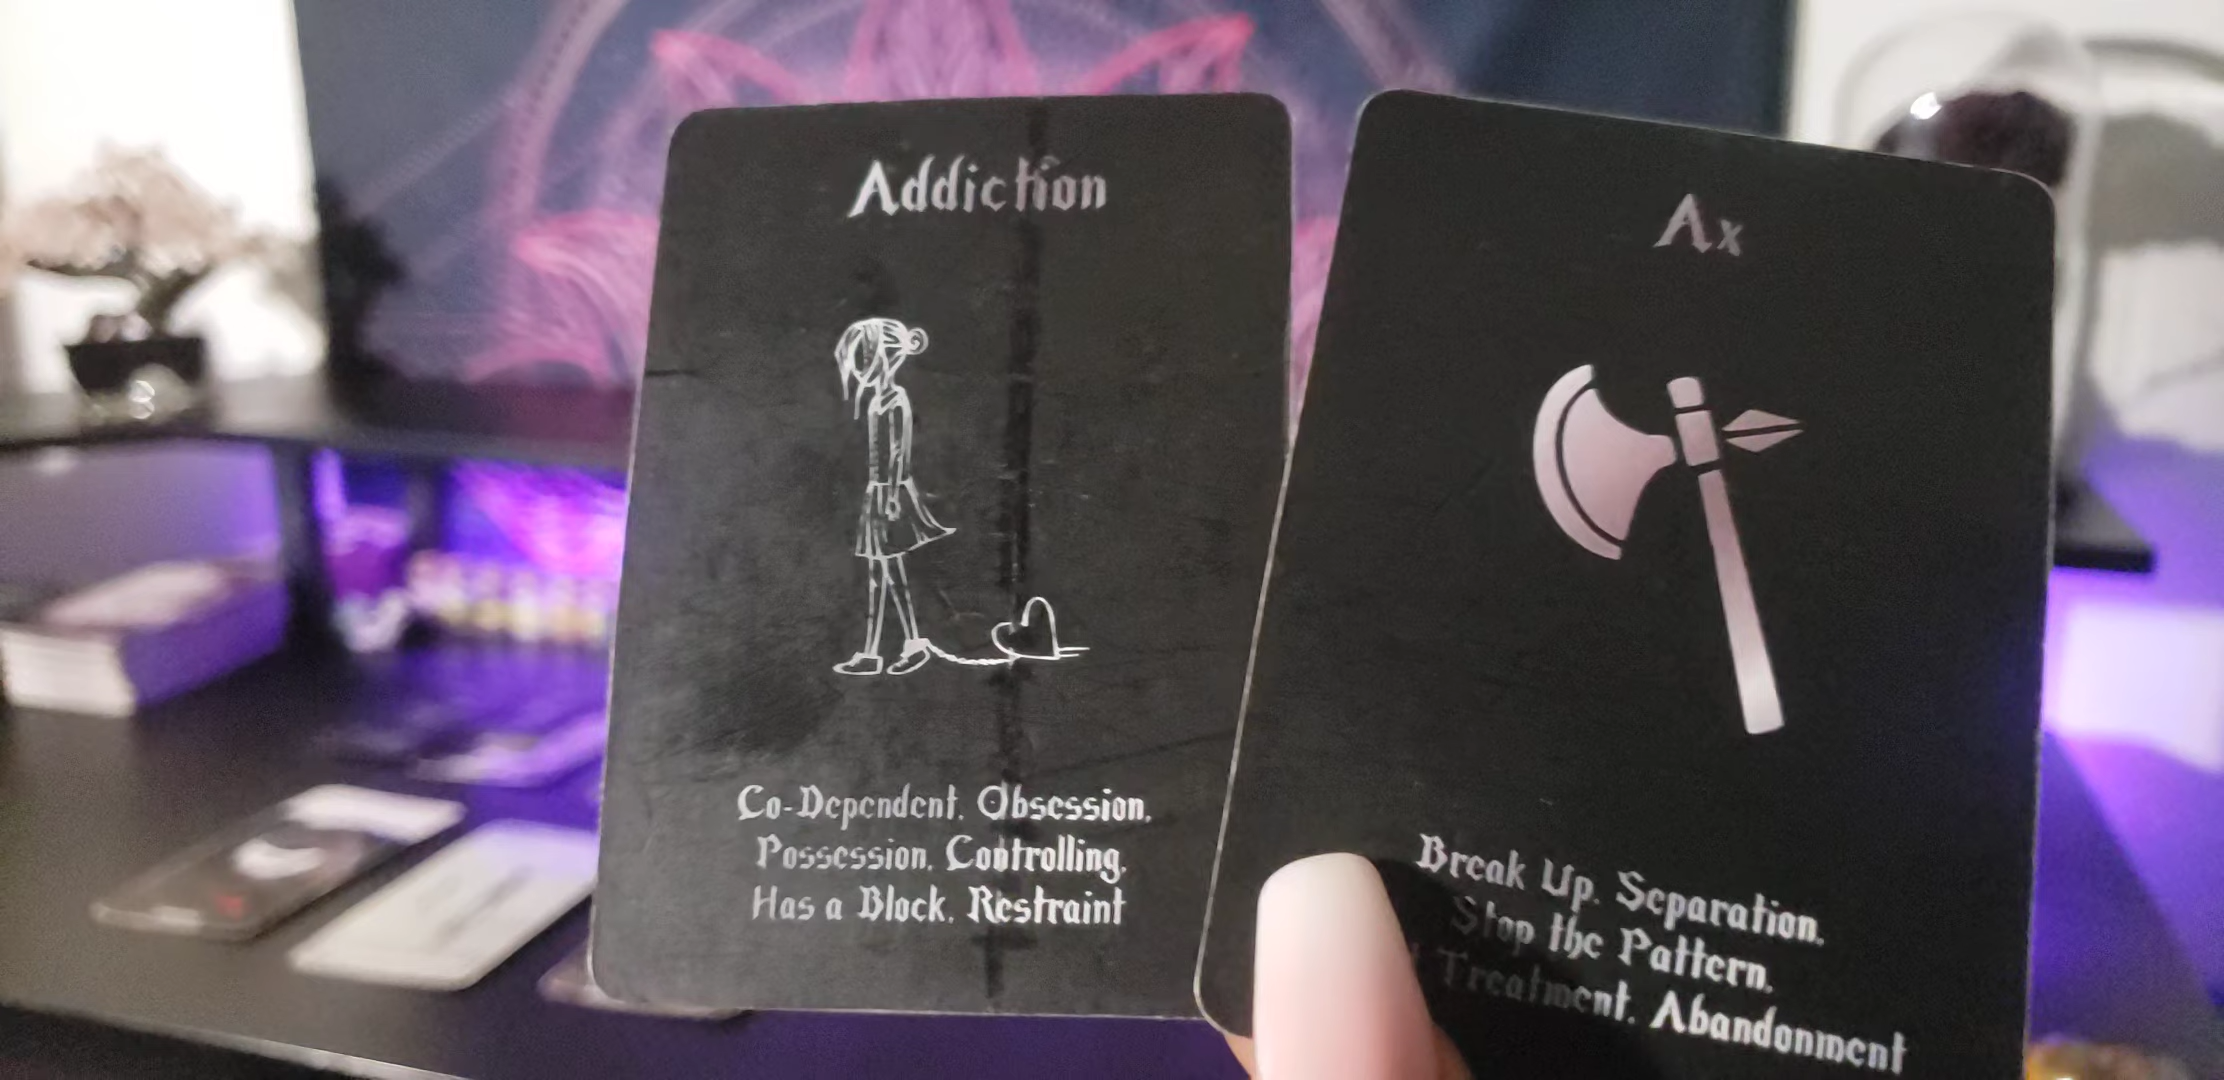 Addiction
Co-Dependent, Obsession,
Possession, Controlling,
Has a Block, Restraint
Ax
Break Up, Separation,
Stop the Pattern,
Treatment, Abandonment